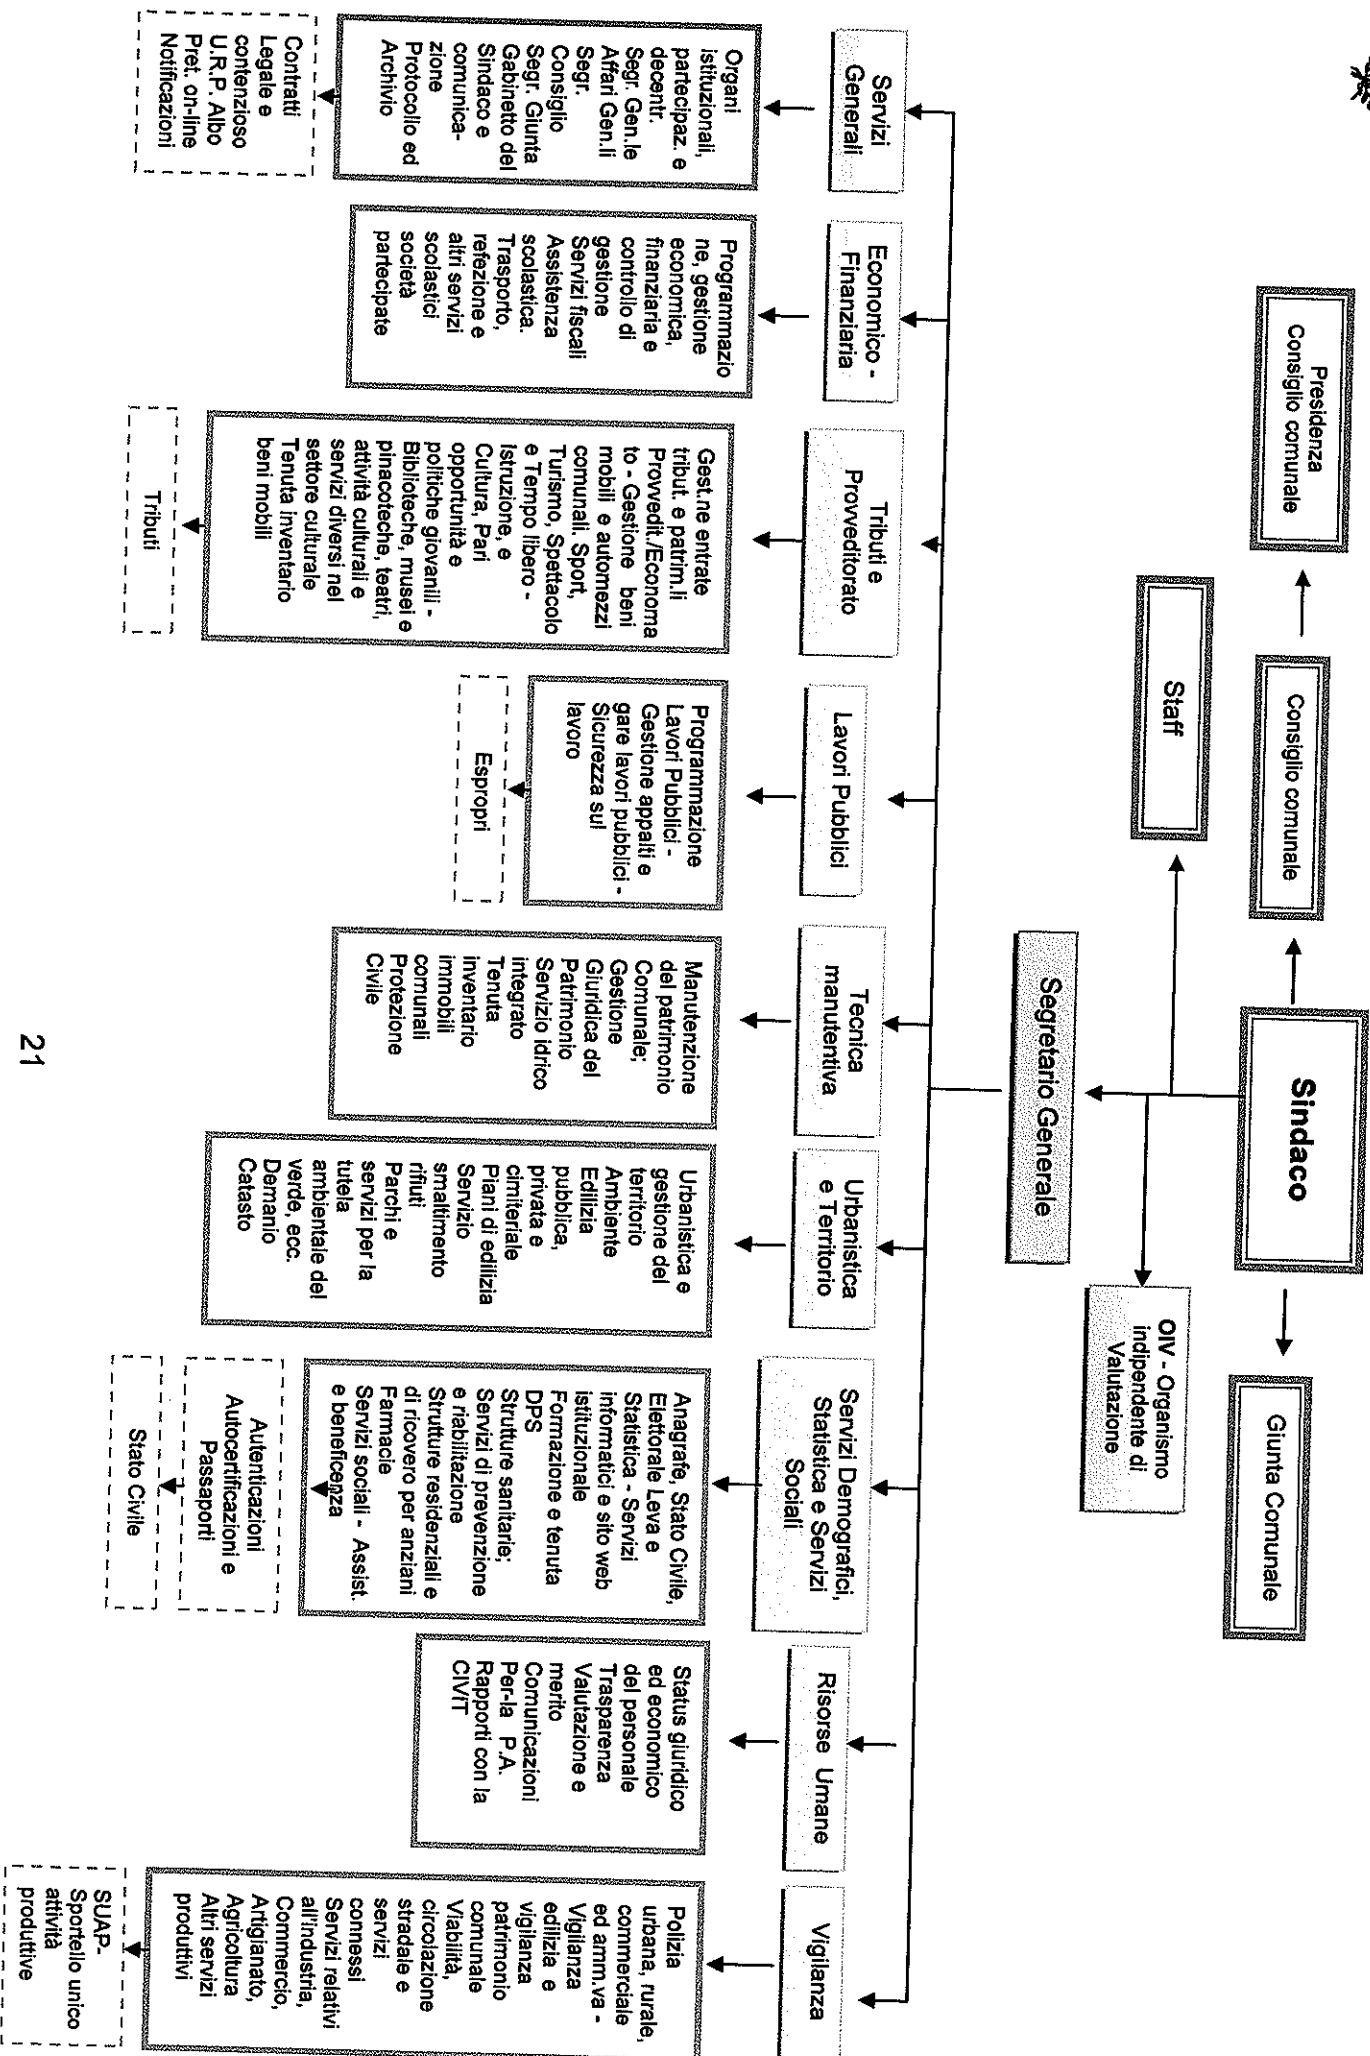 Sindaco
Presidenza
Consiglio comunale
Consiglio comunale
Giunta Comunale
Staff
OIV - Organismo
indipendente di
Valutazione
Segretario Generale
Servizi
Generali
Economico -
Finanziaria
Tributi e
Provveditorato
Lavori Pubblici
Tecnica
manutentiva
Urbanistica
e Territorio
Servizi Demografici,
Statistica e Servizi
Sociali
Risorse Umane
Vigilanza
Organi
istituzionali,
partecipaz. e
decentr.
Segr. Gen.le
Affari Gen.li
Segr.
Consiglio
Segr. Giunta
Gabinetto del
Sindaco e
comunica-
zione
Protocollo ed
Archivio
Programmazio
ne, gestione
economica,
finanziaria e
controllo di
gestione
Servizi fiscali
Assistenza
scolastica.
Trasporto,
refezione e
altri servizi
scolastici
società
partecipate
Gest.ne entrate
tribut. e patrim.li
Provvedit./Economa
to - Gestione beni
mobili e automezzi
comunali. Sport,
Turismo, Spettacolo
e Tempo libero -
Istruzione, e
Cultura, Pari
opportunità e
politiche giovanili -
Biblioteche, musei e
pinacoteche, teatri,
attività culturali e
servizi diversi nel
settore culturale
Tenuta inventario
beni mobili
Programmazione
Lavori Pubblici -
Gestione appalti e
gare lavori pubblici -
Sicurezza sul
lavoro
Manutenzione
del patrimonio
Comunale;
Gestione
Giuridica del
Patrimonio
Servizio idrico
integrato
Tenuta
inventario
immobili
comunali
Protezione
Civile
Urbanistica e
gestione del
territorio
Ambiente
Edilizia
pubblica,
privata e
cimiteriale
Piani di edilizia
Servizio
smaltimento
rifiuti
Parchi e
servizi per la
tutela
ambientale del
verde, ecc.
Demanio
Catasto
Anagrafe, Stato Civile,
Elettorale Leva e
Statistica - Servizi
informatici e sito web
istituzionale
Formazione e tenuta
DPS
Strutture sanitarie;
Servizi di prevenzione
e riabilitazione
Strutture residenziali e
di ricovero per anziani
Farmacie
Servizi sociali - Assist.
e beneficenza
Status giuridico
ed economico
del personale
Trasparenza
Valutazione e
merito
Comunicazioni
Per-la P.A.
Rapporti con la
CIVIT
Polizia
urbana, rurale,
commerciale
ed amm.va -
Vigilanza
edilizia e
vigilanza
patrimonio
comunale
Viabilità,
circolazione
stradale e
servizi
connessi
Servizi relativi
all'industria,
Commercio,
Artigianato,
Agricoltura
Altri servizi
produttivi
Contratti
Legale e
contenzioso
U.R.P. Albo
Pret. on-line
Notificazioni
Tributi
Espropri
Autenticazioni
Autocertificazioni e
Passaporti
Stato Civile
SUAP-
Sportello unico
attività
produttive
21